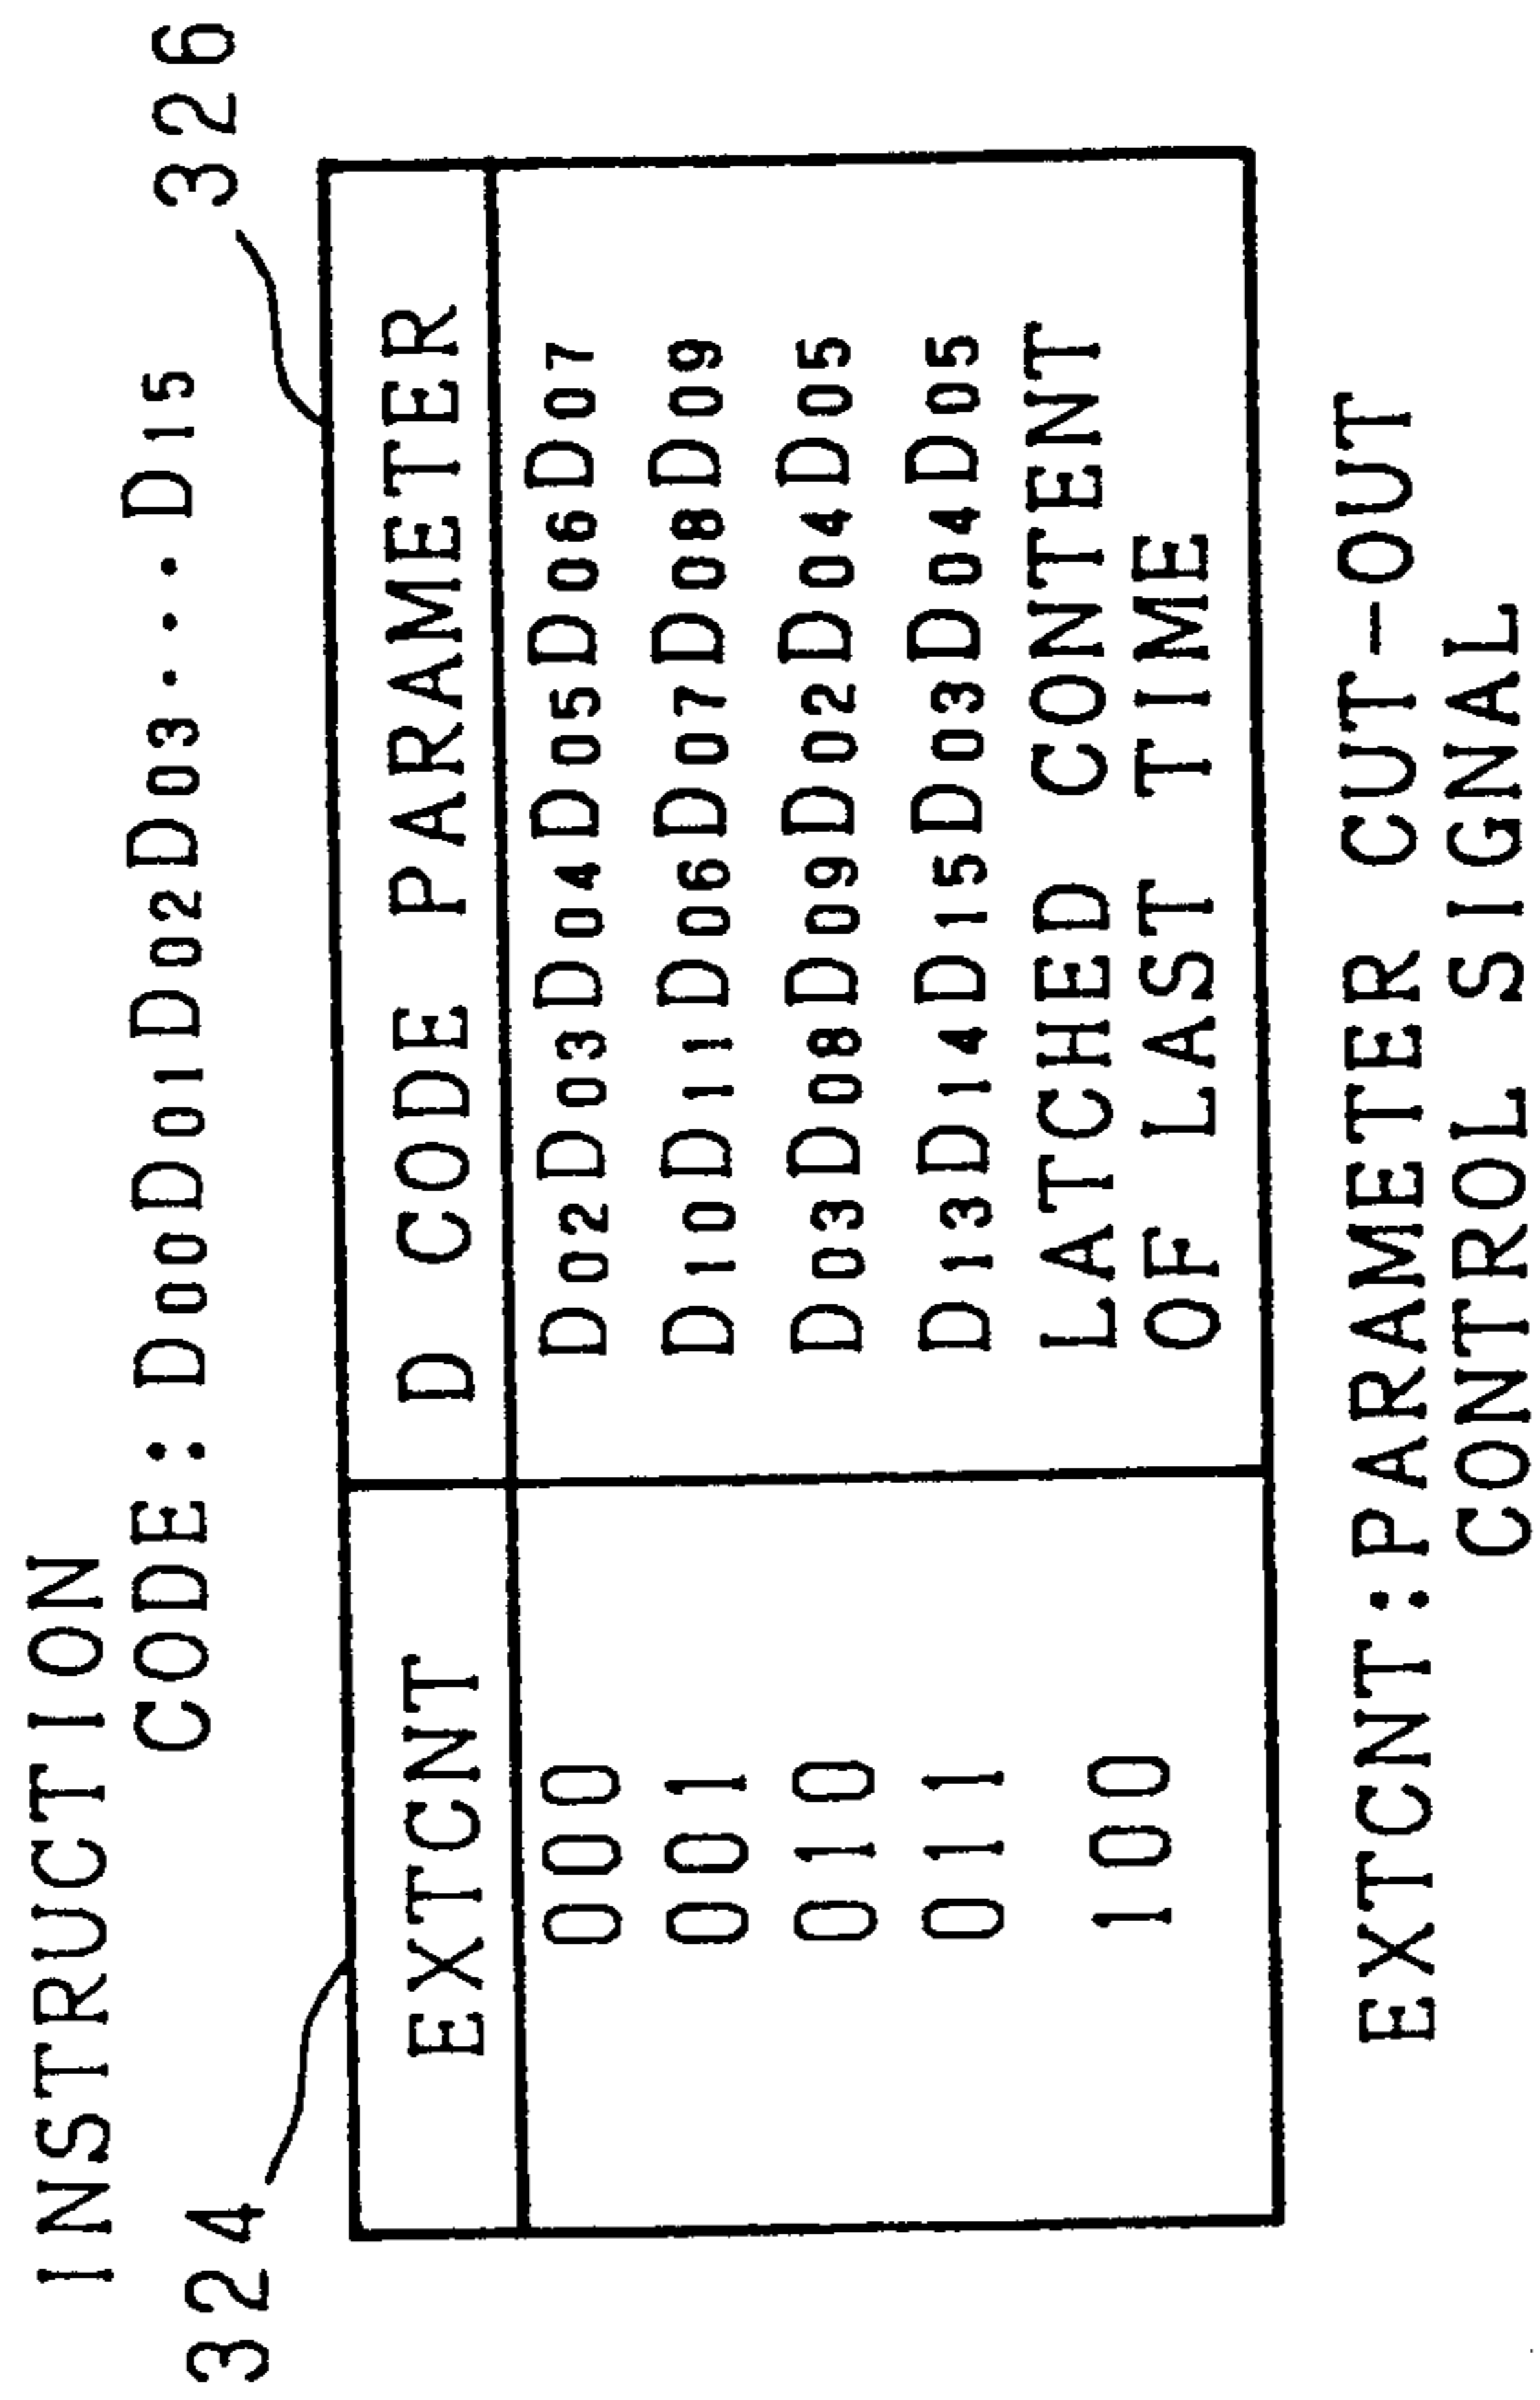 INSTRUCTION
CODE: D00D01D02D03...D15
324
326
EXTCNT D CODE PARAMETER
000 D02D03D04D05D06D07
001 D10D11D06D07D08D09
010 D03D08D09D02D04D05
011 D13D14D15D03D04D05
100 LATCHED CONTENT
OF LAST TIME
EXTCNT:PARAMETER CUT-OUT
CONTROL SIGNAL